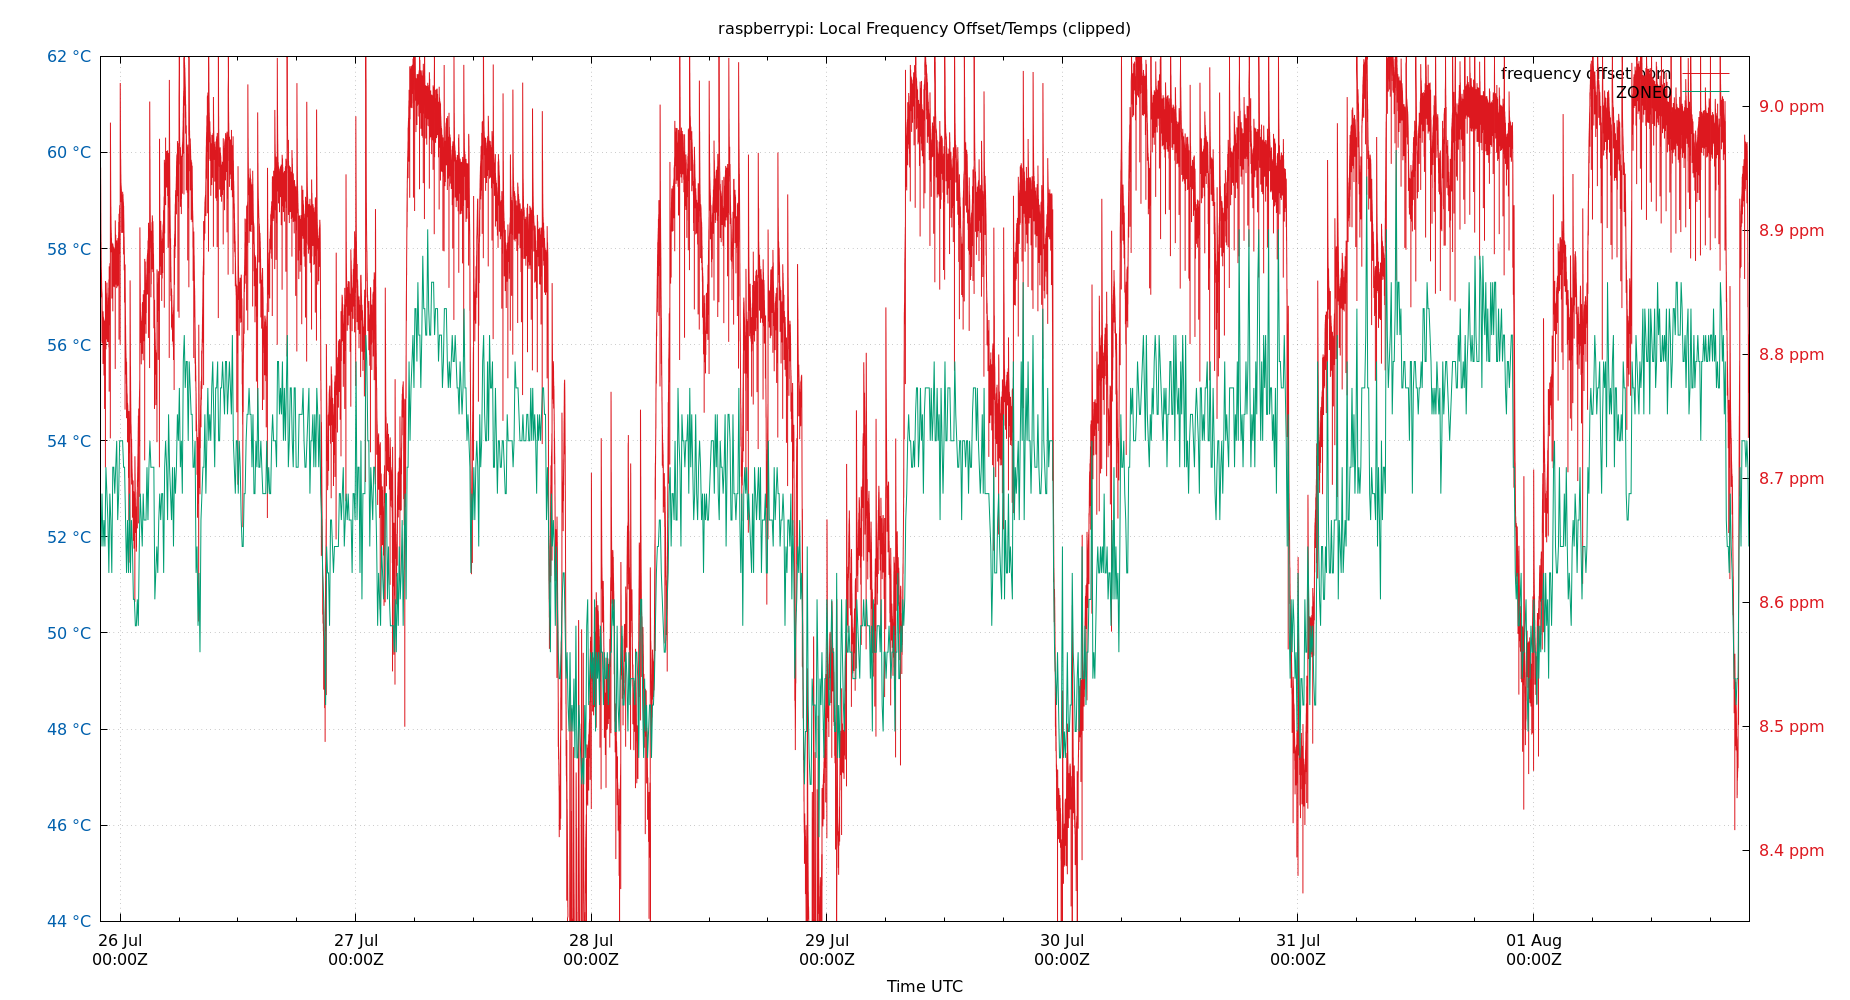 raspberrypi: Local Frequency Offset/Temps (clipped)
62 °C
60 °C
58 °C
56 °C
54 °C
52 °C
50 °C
48 °C
46 °C
44 °C
frequency offset ppm
ZONE0
9.0 ppm
8.9 ppm
8.8 ppm
8.7 ppm
8.6 ppm
8.5 ppm
8.4 ppm
26 Jul
00:00Z
27 Jul
00:00Z
28 Jul
00:00Z
29 Jul
00:00Z
30 Jul
00:00Z
31 Jul
00:00Z
01 Aug
00:00Z
Time UTC